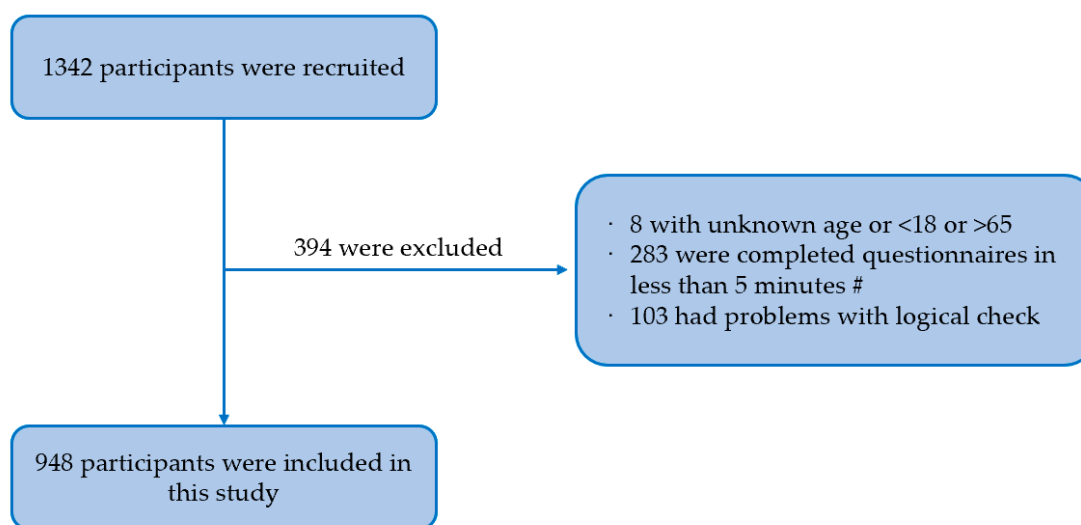 1342 participants were recruited
394 were excluded
· 8 with unknown age or <18 or >65
· 283 were completed questionnaires in
less than 5 minutes #
· 103 had problems with logical check
948 participants were included in
this study